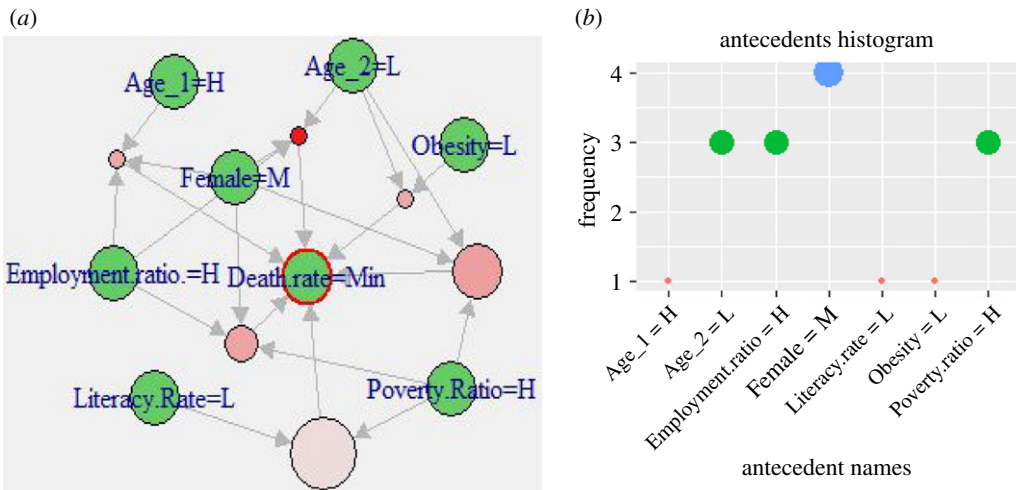 (a)
Age_1=H
Age_2=L
Obesity=L
Female=M
Employment.ratio.=H
Death.rate=Min
Literacy.Rate=L
Poverty.Ratio=H
(b)
antecedents histogram
frequency
4
3
2
1
Age_1 = H
Age_2 = L
Employment.ratio = H
Female = M
Literacy.rate = L
Obesity = L
Poverty.ratio = H
antecedent names